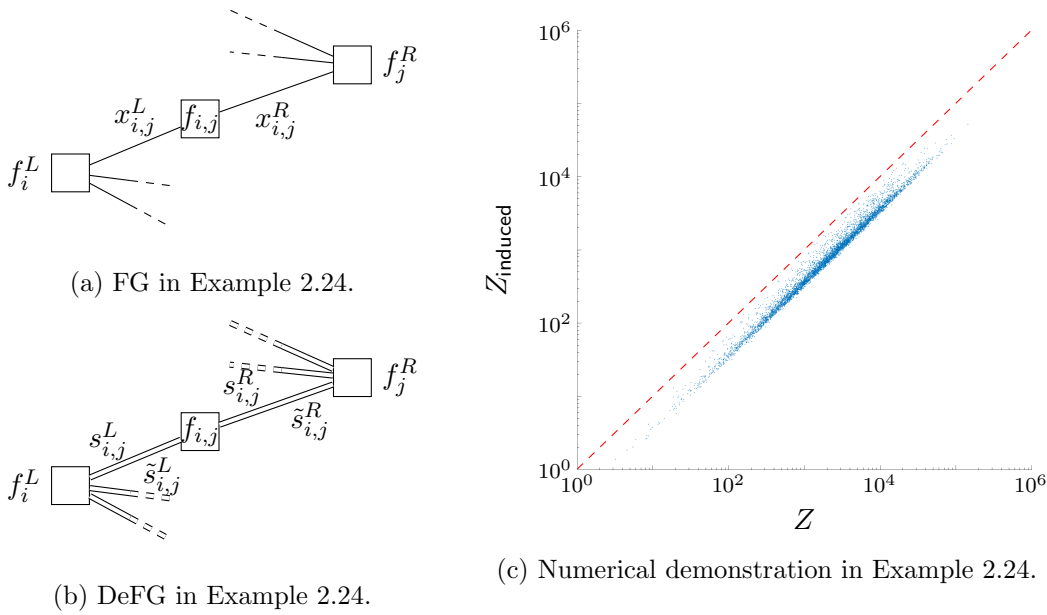 f_j^R
x_{i,j}^L
f_{i,j}
x_{i,j}^R
f_i^L
(a) FG in Example 2.24.
f_j^R
s_{i,j}^R
s̃_{i,j}^R
f_{i,j}
s_{i,j}^L
s̃_{i,j}^L
f_i^L
(b) DeFG in Example 2.24.
10^6
10^4
Z_induced
10^2
10^0
10^0 10^2 10^4 10^6
Z
(c) Numerical demonstration in Example 2.24.